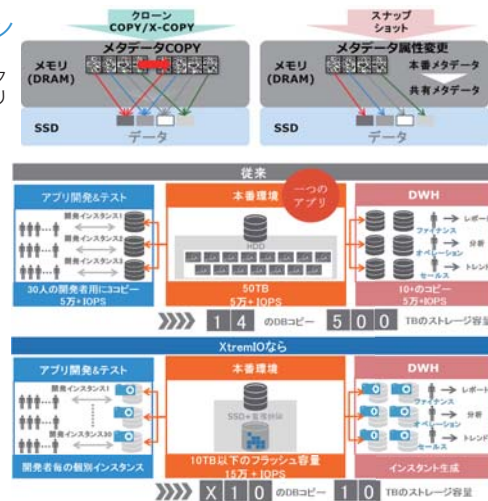 ン
ク
リ
クローン
COPY/X-COPY
メタデータCOPY
メモリ
(DRAM)
SSD
データ
スナップ
ショット
メタデータ属性変更
メモリ
(DRAM)
本番メタデータ
共有メタデータ
SSD
データ
従来
アプリ開発&テスト
開発インスタンス1
開発インスタンス2
開発インスタンス3
30人の開発者用に3コピー
5万+IOPS
本番環境
一つの
アプリ
HDD
50TB
5万+IOPS
DWH
レポート
ファイナンス
分析
オペレーション
トレンド
セールス
10+のコピー
5万+IOPS
14 のDBコピー 500 TBのストレージ容量
XtremIOなら
アプリ開発&テスト
開発インスタンス1
開発インスタンス30
開発者毎の個別インスタンス
本番環境
10TB以下のフラッシュ容量
15万+IOPS
DWH
レポート
ファイナンス
分析
オペレーション
トレンド
セールス
インスタント生成
X10 のDBコピー 10 TBのストレージ容量